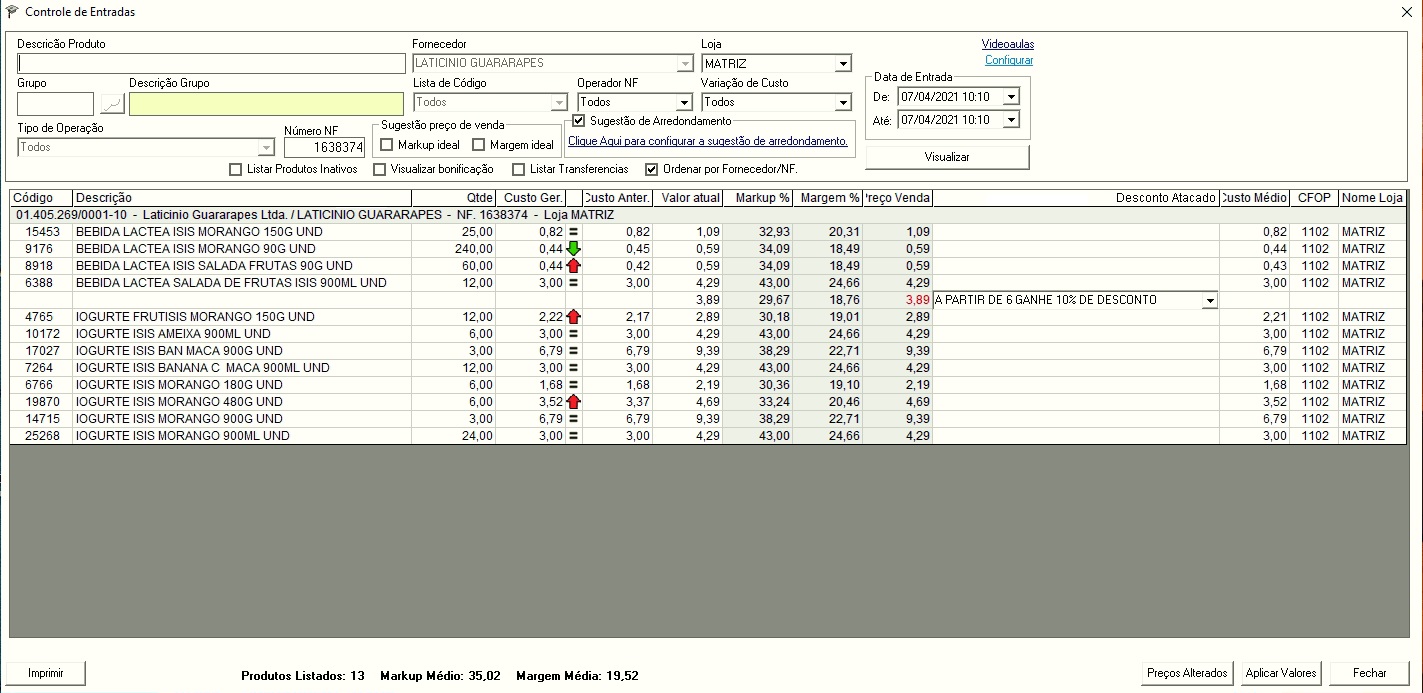 Controle de Entradas
Descricão Produto Fornecedor Loja Videoaulas
LATICINIO GUARARAPES MATRIZ Configurar
Grupo Descrição Grupo Lista de Código Operador NF Variação de Custo Data de Entrada
Todos Todos Todos De: 07/04/2021 10:10
Tipo de Operação Número NF Sugestão preço de venda Sugestão de Arredondamento Até: 07/04/2021 10:10
Todos 1638374 Markup ideal Margem ideal Clique Aqui para configurar a sugestão de arredondamento.
Visualizar
Listar Produtos Inativos Visualizar bonificação Listar Transferencias Ordenar por Fornecedor/NF.
Código Descrição Qtde Custo Ger. Custo Anter. Valor atual Markup % Margem % Preço Venda Desconto Atacado Custo Médio CFOP Nome Loja
01.405.269/0001-10 - Laticinio Guararapes Ltda. / LATICINIO GUARARAPES - NF. 1638374 - Loja MATRIZ
15453 BEBIDA LACTEA ISIS MORANGO 150G UND 25,00 0,82 = 0,82 1,09 32,93 20,31 1,09 0,82 1102 MATRIZ
9176 BEBIDA LACTEA ISIS MORANGO 90G UND 240,00 0,44 0,45 0,59 34,09 18,49 0,59 0,44 1102 MATRIZ
8918 BEBIDA LACTEA ISIS SALADA FRUTAS 90G UND 60,00 0,44 0,42 0,59 34,09 18,49 0,59 0,43 1102 MATRIZ
6388 BEBIDA LACTEA SALADA DE FRUTAS ISIS 900ML UND 12,00 3,00 = 3,00 4,29 43,00 24,66 4,29 3,00 1102 MATRIZ
3,89 29,67 18,76 3,89 A PARTIR DE 6 GANHE 10% DE DESCONTO
4765 IOGURTE FRUTISIS MORANGO 150G UND 12,00 2,22 2,17 2,89 30,18 19,01 2,89 2,21 1102 MATRIZ
10172 IOGURTE ISIS AMEIXA 900ML UND 6,00 3,00 = 3,00 4,29 43,00 24,66 4,29 3,00 1102 MATRIZ
17027 IOGURTE ISIS BAN MACA 900G UND 3,00 6,79 = 6,79 9,39 38,29 22,71 9,39 6,79 1102 MATRIZ
7264 IOGURTE ISIS BANANA C MACA 900ML UND 12,00 3,00 = 3,00 4,29 43,00 24,66 4,29 3,00 1102 MATRIZ
6766 IOGURTE ISIS MORANGO 180G UND 6,00 1,68 = 1,68 2,19 30,36 19,10 2,19 1,68 1102 MATRIZ
19870 IOGURTE ISIS MORANGO 480G UND 6,00 3,52 3,37 4,69 33,24 20,46 4,69 3,52 1102 MATRIZ
14715 IOGURTE ISIS MORANGO 900G UND 3,00 6,79 = 6,79 9,39 38,29 22,71 9,39 6,79 1102 MATRIZ
25268 IOGURTE ISIS MORANGO 900ML UND 24,00 3,00 = 3,00 4,29 43,00 24,66 4,29 3,00 1102 MATRIZ
Imprimir Produtos Listados: 13 Markup Médio: 35,02 Margem Média: 19,52 Preços Alterados Aplicar Valores Fechar